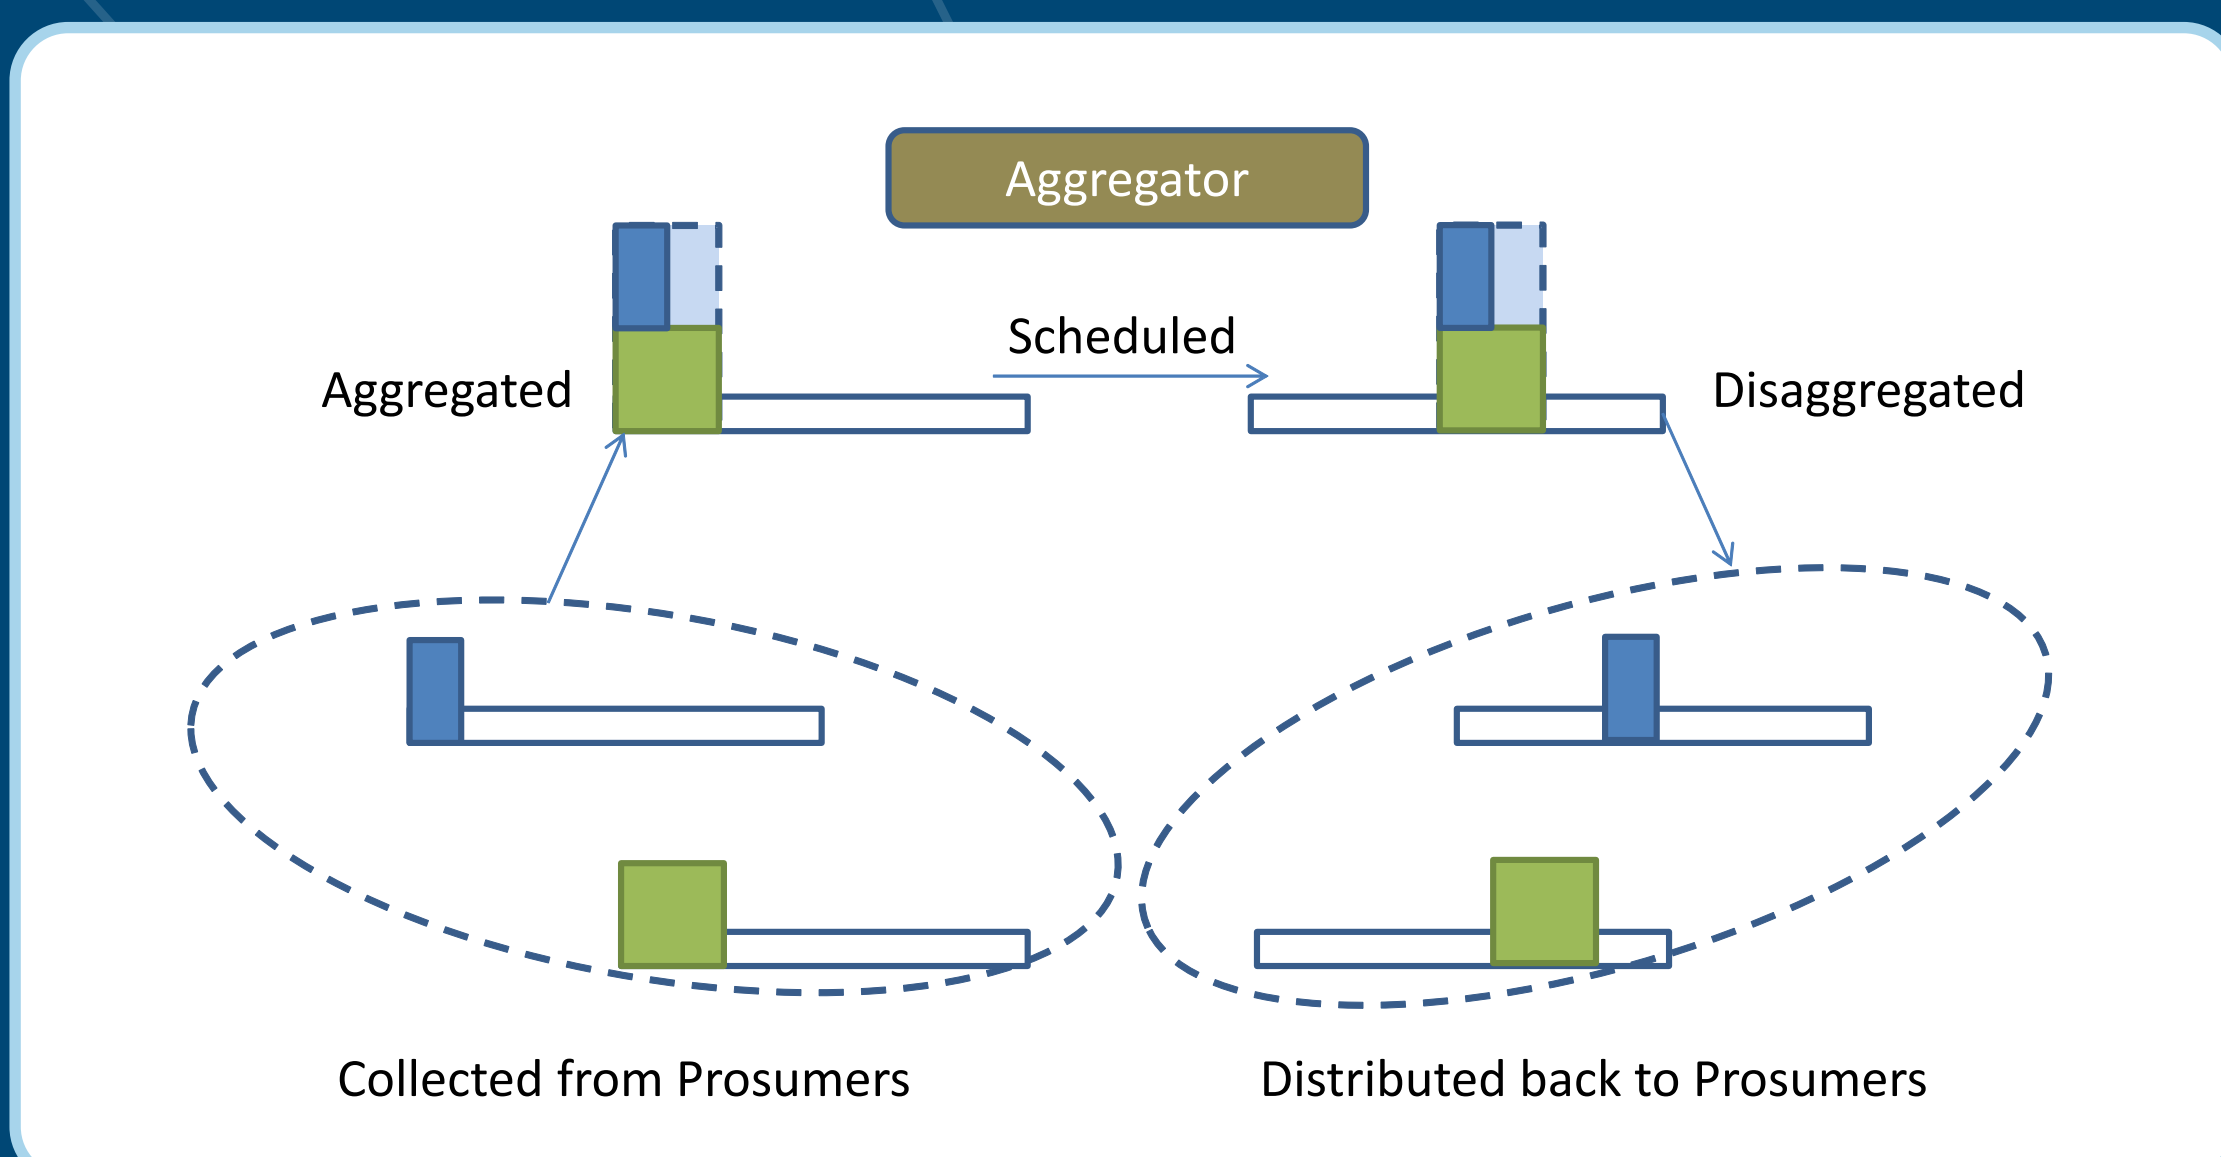 Aggregator
Scheduled
Aggregated
Disaggregated
Collected from Prosumers
Distributed back to Prosumers